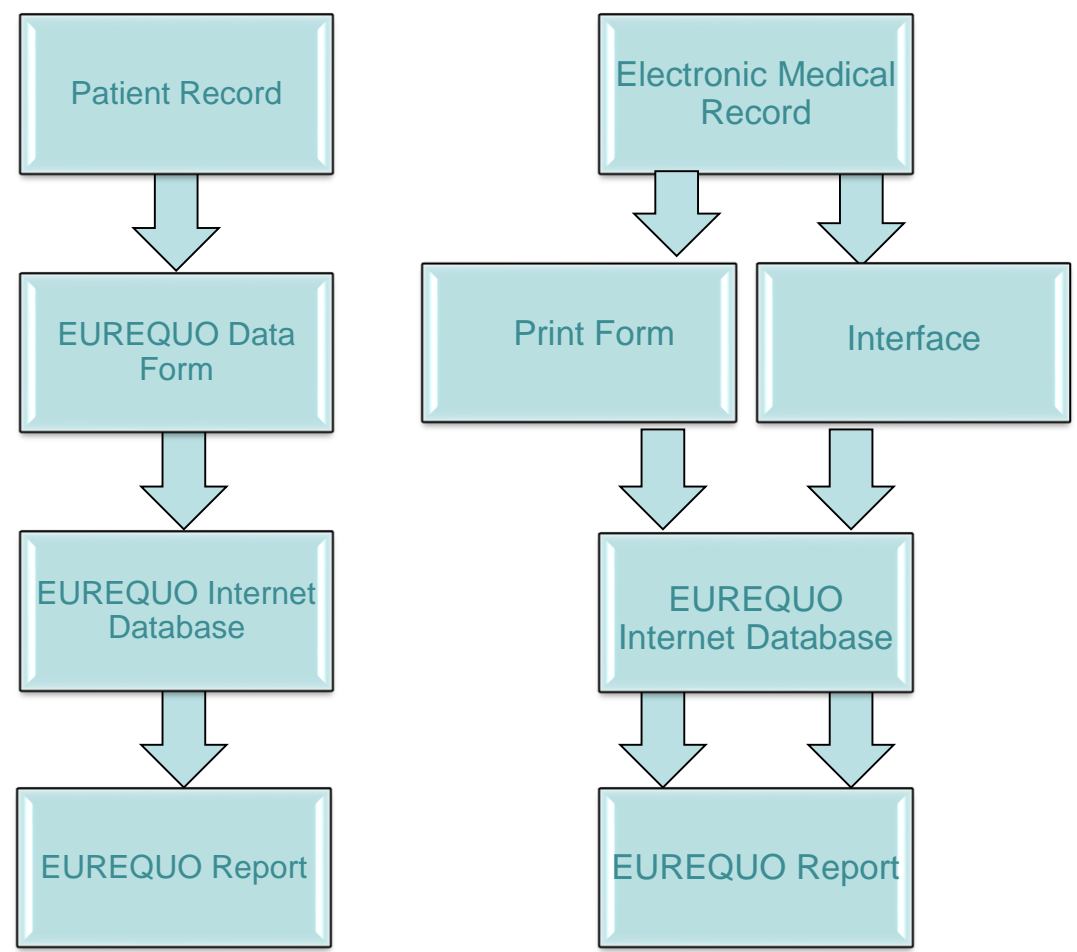 Patient Record
EUREQUO Data
Form
EUREQUO Internet
Database
EUREQUO Report
Electronic Medical
Record
Print Form
Interface
EUREQUO
Internet Database
EUREQUO Report